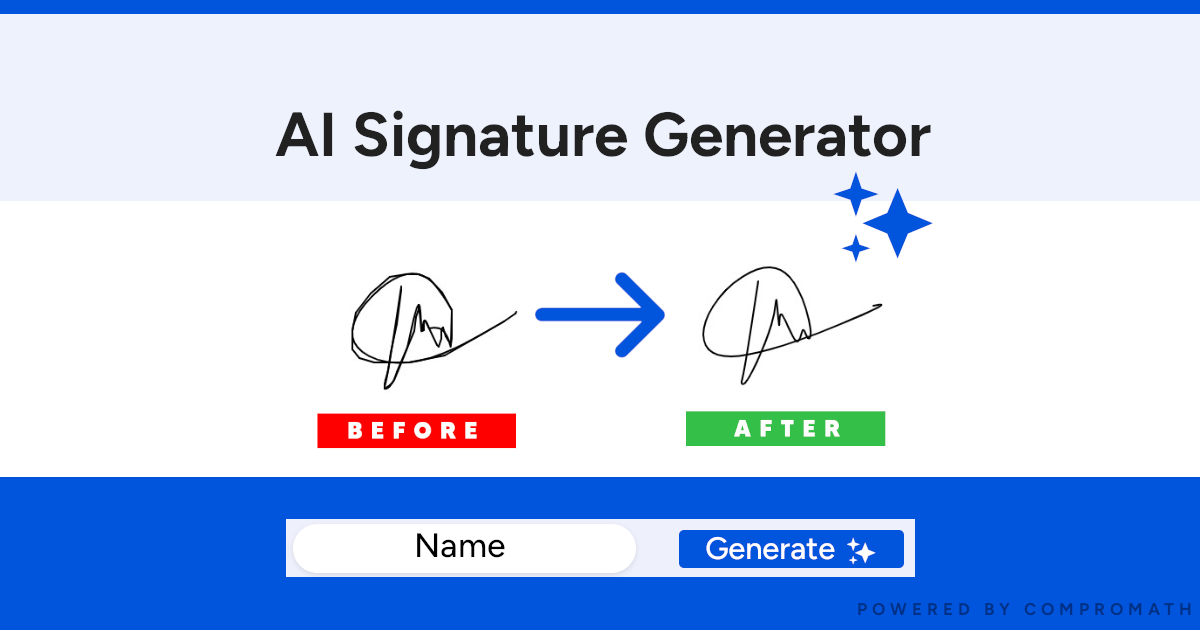 AI Signature Generator
BEFORE
AFTER
Name
Generate
POWERED BY COMPROMATH